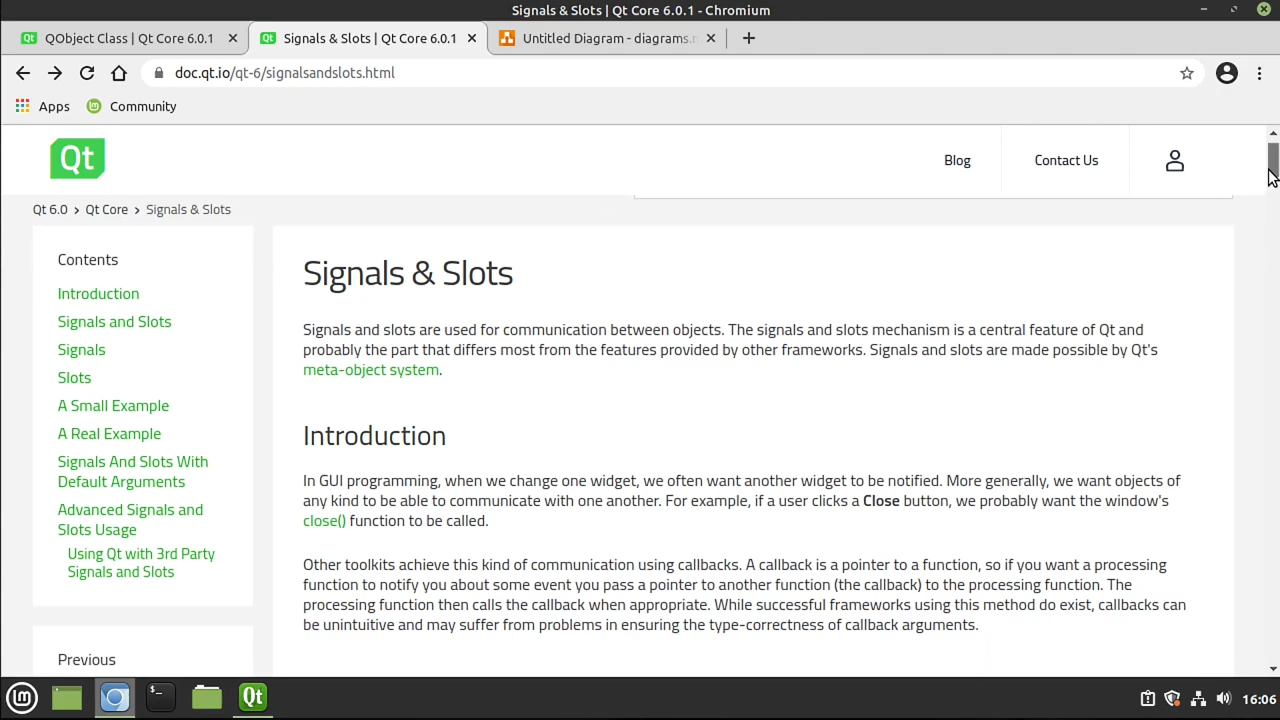 Signals & Slots | Qt Core 6.0.1 - Chromium
QObject Class | Qt Core 6.0.1
Signals & Slots | Qt Core 6.0.1
Untitled Diagram - diagrams.n
doc.qt.io/qt-6/signalsandslots.html
Apps
Community
Qt
Blog
Contact Us
Qt 6.0 › Qt Core › Signals & Slots
Contents
Introduction
Signals and Slots
Signals
Slots
A Small Example
A Real Example
Signals And Slots With
Default Arguments
Advanced Signals and
Slots Usage
Using Qt with 3rd Party
Signals and Slots
Previous
Signals & Slots
Signals and slots are used for communication between objects. The signals and slots mechanism is a central feature of Qt and
probably the part that differs most from the features provided by other frameworks. Signals and slots are made possible by Qt's
meta-object system.
Introduction
In GUI programming, when we change one widget, we often want another widget to be notified. More generally, we want objects of
any kind to be able to communicate with one another. For example, if a user clicks a Close button, we probably want the window's
close() function to be called.
Other toolkits achieve this kind of communication using callbacks. A callback is a pointer to a function, so if you want a processing
function to notify you about some event you pass a pointer to another function (the callback) to the processing function. The
processing function then calls the callback when appropriate. While successful frameworks using this method do exist, callbacks can
be unintuitive and may suffer from problems in ensuring the type-correctness of callback arguments.
Qt
16:06